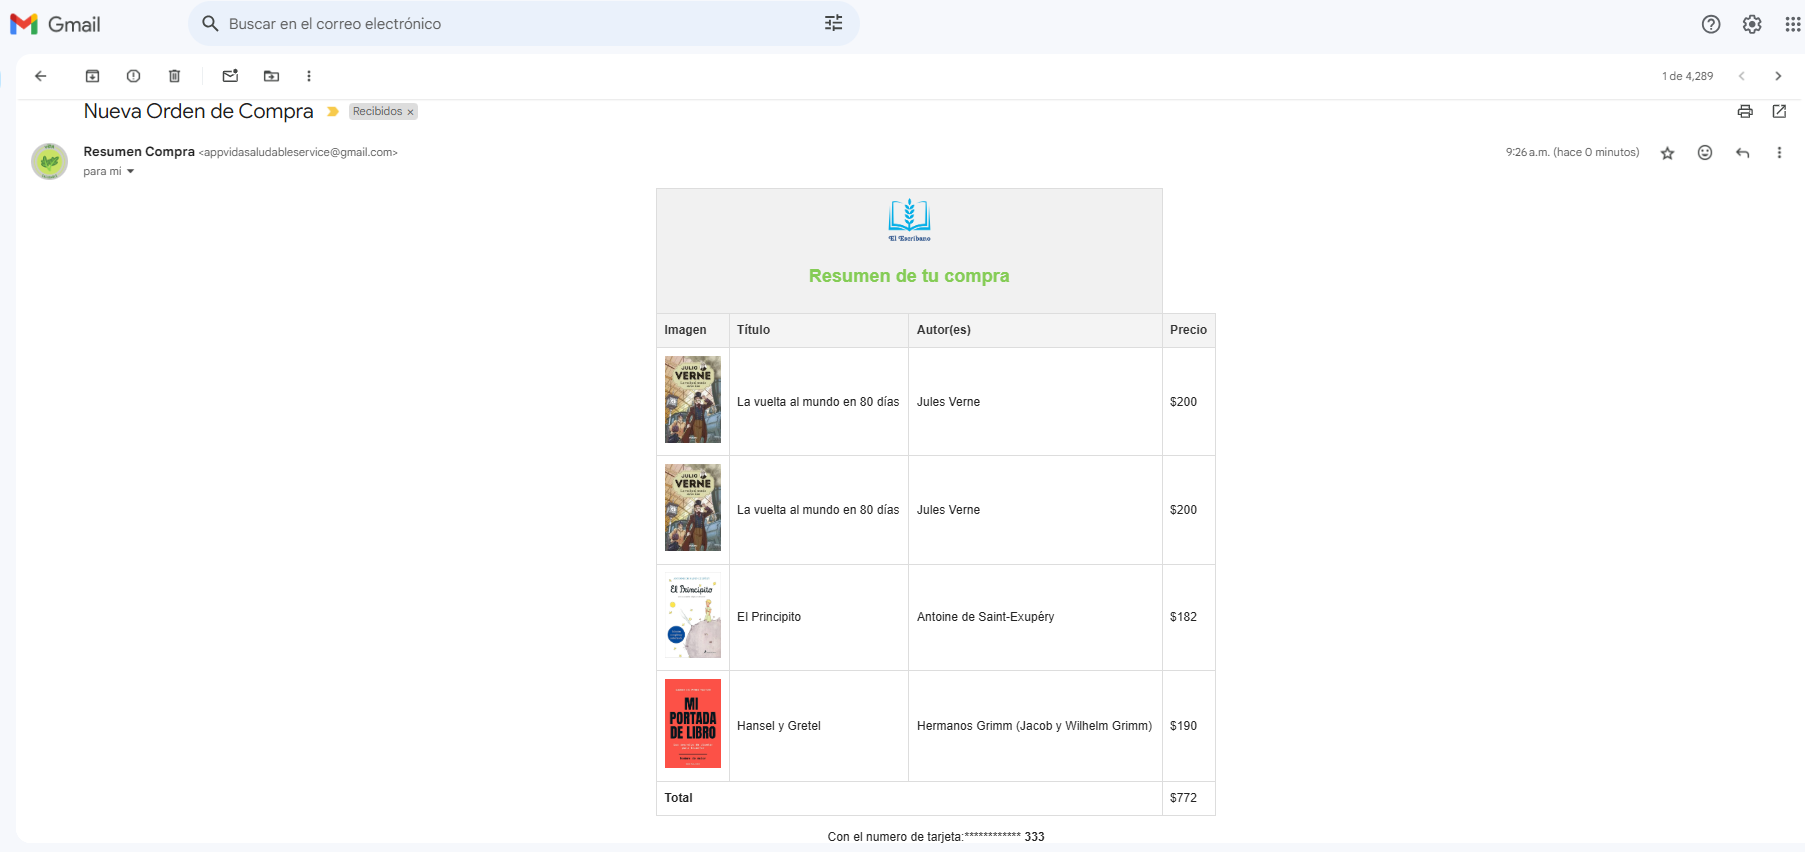 Gmail
Buscar en el correo electrónico
1 de 4,289
Nueva Orden de Compra
Recibidos ×
Resumen Compra <appvidasaludableservice@gmail.com>
9:26 a.m. (hace 0 minutos)
para mi
El Escribano
Resumen de tu compra
Imagen Título Autor(es) Precio
JULIO
VERNE
La vuelta al mundo en 80 días Jules Verne $200
JULIO
VERNE
La vuelta al mundo en 80 días Jules Verne $200
El Principito
El Principito Antoine de Saint-Exupéry $182
MI
PORTADA
DE LIBRO
Hansel y Gretel Hermanos Grimm (Jacob y Wilhelm Grimm) $190
Total $772
Con el numero de tarjeta:************ 333